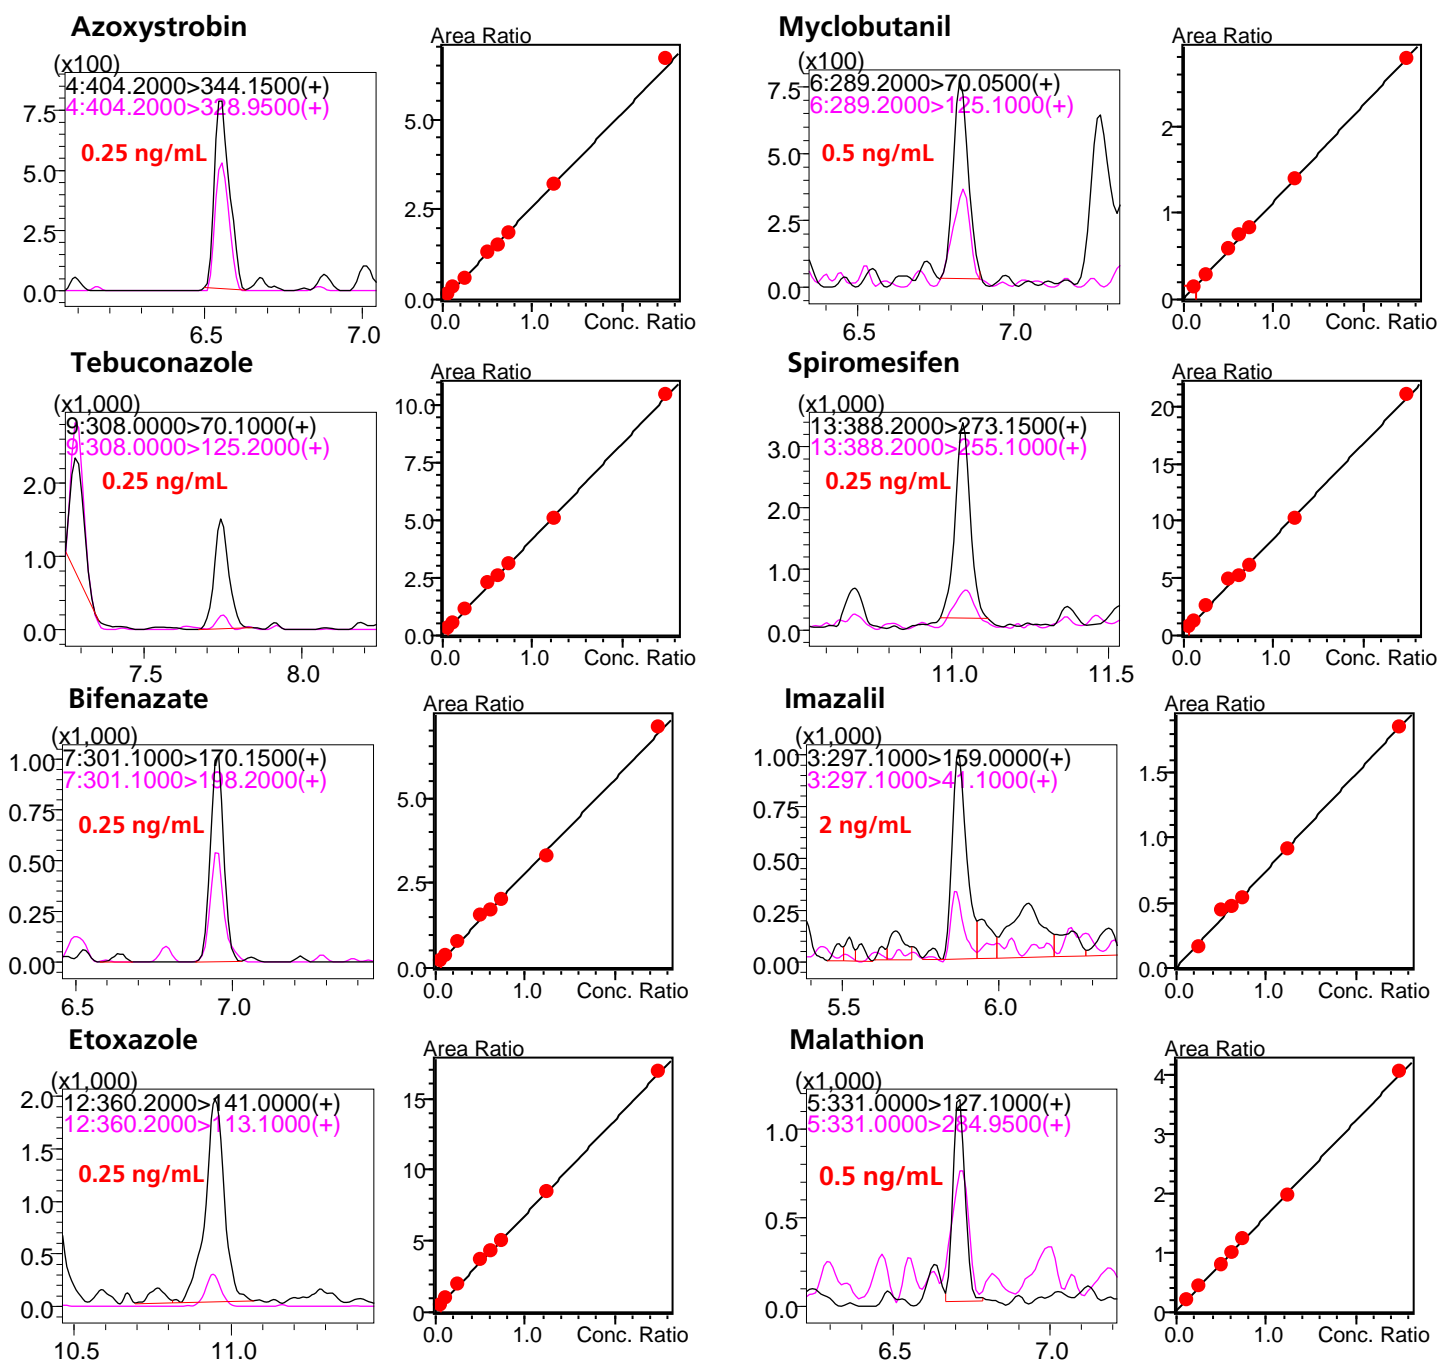 Azoxystrobin
(x100)
4:404.2000>344.1500(+)
4:404.2000>328.9500(+)
0.25 ng/mL
7.5
5.0
2.5
0.0
6.5 7.0
Area Ratio
5.0
2.5
0.0
0.0 1.0 Conc. Ratio
Myclobutanil
(x100)
6:289.2000>70.0500(+)
6:289.2000>125.1000(+)
0.5 ng/mL
7.5
5.0
2.5
0.0
6.5 7.0
Area Ratio
2
1
0
0.0 1.0 Conc. Ratio
Tebuconazole
(x1,000)
9:308.0000>70.1000(+)
9:308.0000>125.2000(+)
0.25 ng/mL
2.0
1.0
0.0
7.5 8.0
Area Ratio
10.0
7.5
5.0
2.5
0.0
0.0 1.0 Conc. Ratio
Spiromesifen
(x1,000)
13:388.2000>273.1500(+)
13:388.2000>255.1000(+)
0.25 ng/mL
3.0
2.0
1.0
0.0
11.0 11.5
Area Ratio
20
15
10
5
0
0.0 1.0 Conc. Ratio
Bifenazate
(x1,000)
7:301.1000>170.1500(+)
7:301.1000>198.2000(+)
0.25 ng/mL
1.00
0.75
0.50
0.25
0.00
6.5 7.0
Area Ratio
5.0
2.5
0.0
0.0 1.0 Conc. Ratio
Imazalil
(x1,000)
3:297.1000>159.0000(+)
3:297.1000>41.1000(+)
2 ng/mL
1.00
0.75
0.50
0.25
0.00
5.5 6.0
Area Ratio
1.5
1.0
0.5
0.0
0.0 1.0 Conc. Ratio
Etoxazole
(x1,000)
12:360.2000>141.0000(+)
12:360.2000>113.1000(+)
0.25 ng/mL
2.0
1.5
1.0
0.5
0.0
10.5 11.0
Area Ratio
15
10
5
0
0.0 1.0 Conc. Ratio
Malathion
(x1,000)
5:331.0000>127.1000(+)
5:331.0000>284.9500(+)
0.5 ng/mL
1.0
0.5
0.0
6.5 7.0
Area Ratio
4
3
2
1
0
0.0 1.0 Conc. Ratio